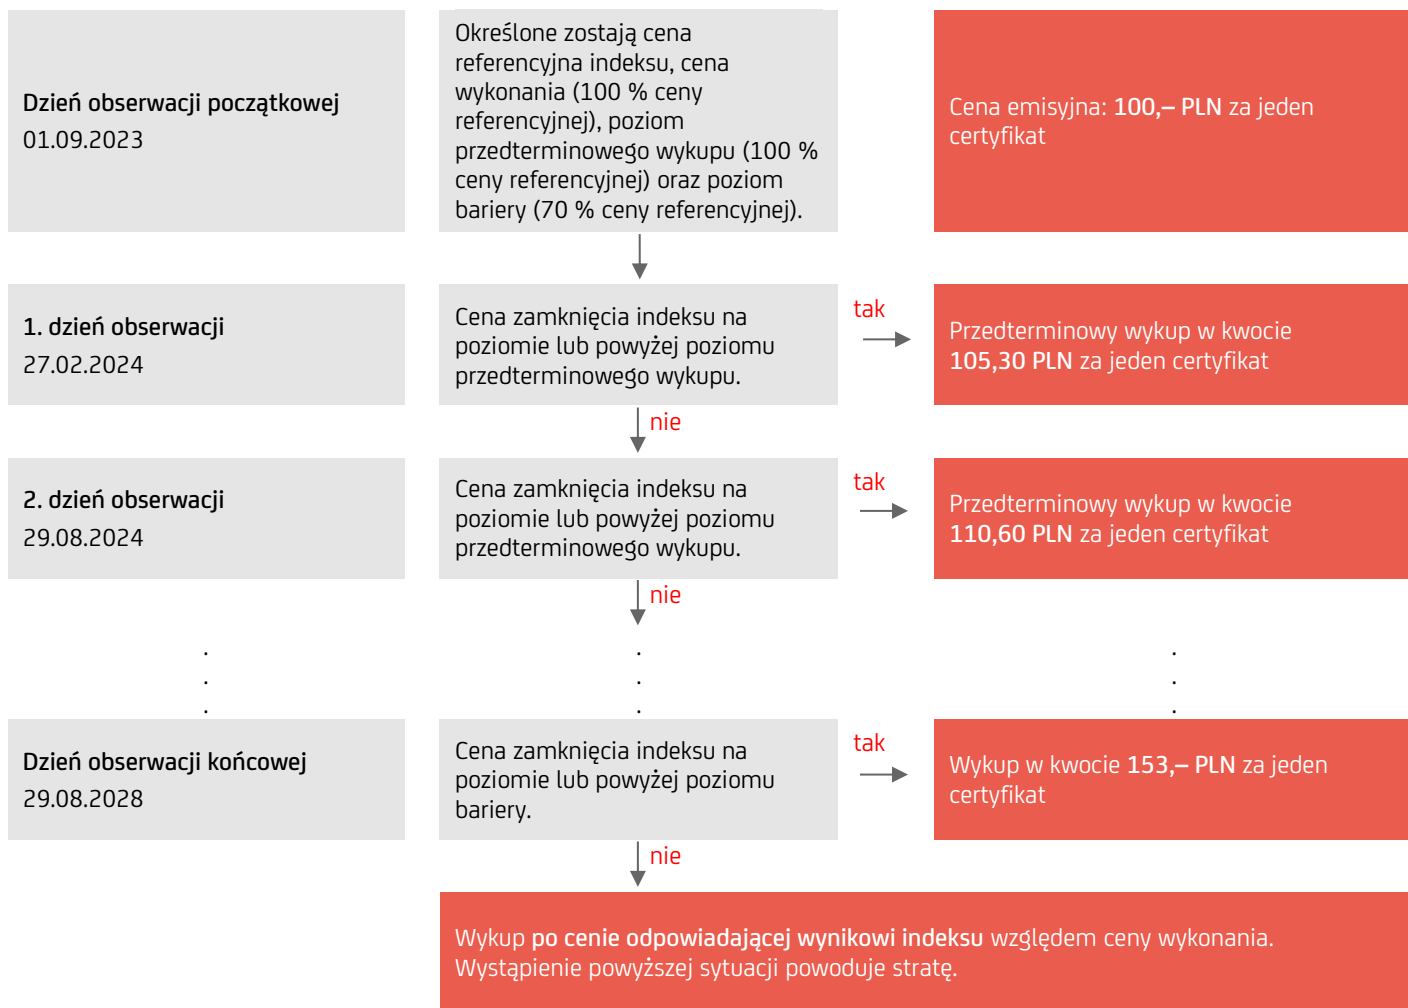 Dzień obserwacji początkowej
01.09.2023
Określone zostają cena
referencyjna indeksu, cena
wykonania (100 % ceny
referencyjnej), poziom
przedterminowego wykupu (100 %
ceny referencyjnej) oraz poziom
bariery (70 % ceny referencyjnej).
Cena emisyjna: 100,– PLN za jeden
certyfikat
1. dzień obserwacji
27.02.2024
Cena zamknięcia indeksu na
poziomie lub powyżej poziomu
przedterminowego wykupu.
tak
Przedterminowy wykup w kwocie
105,30 PLN za jeden certyfikat
nie
2. dzień obserwacji
29.08.2024
Cena zamknięcia indeksu na
poziomie lub powyżej poziomu
przedterminowego wykupu.
tak
Przedterminowy wykup w kwocie
110,60 PLN za jeden certyfikat
nie
. . .
. . .
. . .
Dzień obserwacji końcowej
29.08.2028
Cena zamknięcia indeksu na
poziomie lub powyżej poziomu
bariery.
tak
Wykup w kwocie 153,– PLN za jeden
certyfikat
nie
Wykup po cenie odpowiadającej wynikowi indeksu względem ceny wykonania.
Wystąpienie powyższej sytuacji powoduje stratę.